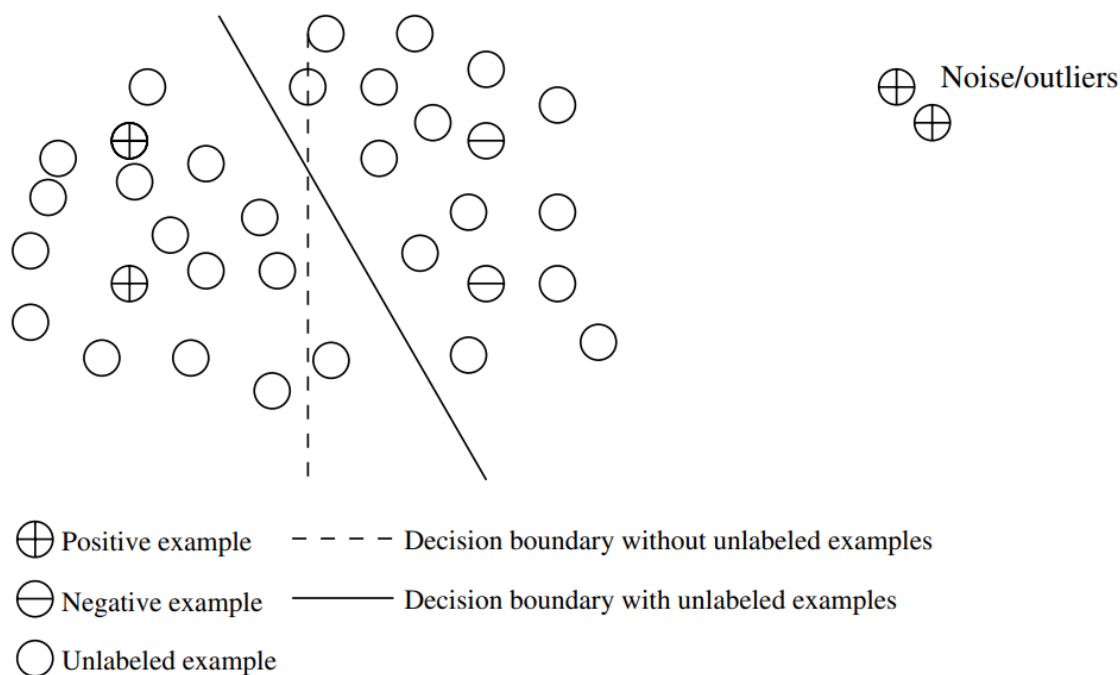 Noise/outliers
Positive example
Decision boundary without unlabeled examples
Negative example
Decision boundary with unlabeled examples
Unlabeled example